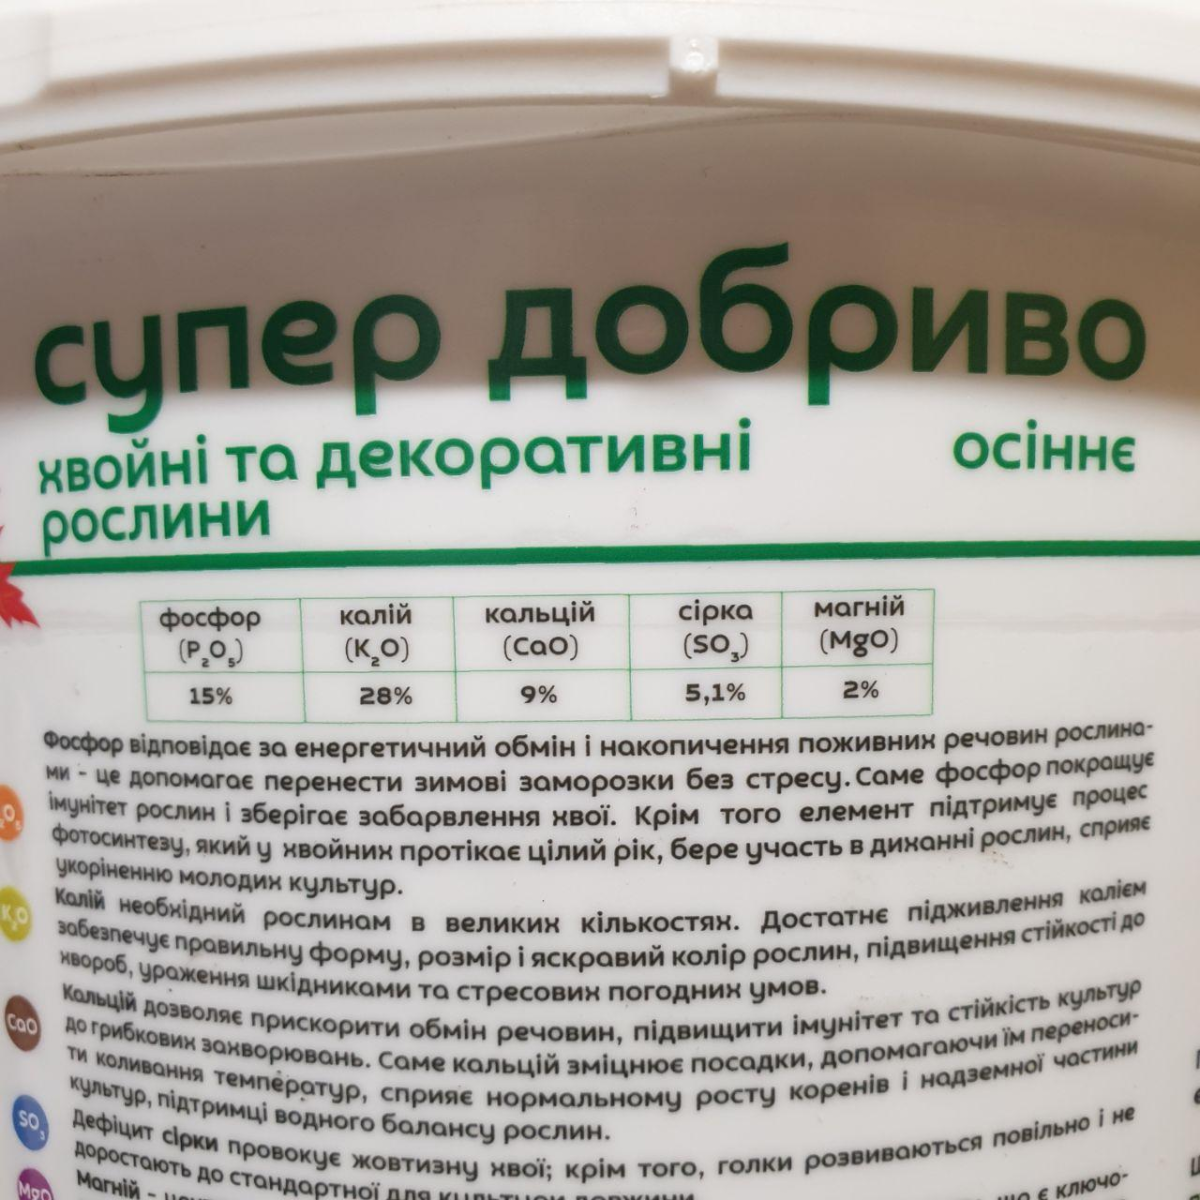 супер добриво
хвойні та декоративні осіннє
рослини
фосфор калій кальцій сірка магній
(P₂O₅) (K₂O) (CaO) (SO₃) (MgO)
15% 28% 9% 5,1% 2%
Фосфор відповідає за енергетичний обмін і накопичення поживних речовин рослина-
ми - це допомагає перенести зимові заморозки без стресу. Саме фосфор покращує
імунітет рослин і зберігає забарвлення хвої. Крім того елемент підтримує процес
фотосинтезу, який у хвойних протікає цілий рік, бере участь в диханні рослин, сприяє
укоріненню молодих культур.
K₂O
Калій необхідний рослинам в великих кількостях. Достатнє підживлення калієм
забезпечує правильну форму, розмір і яскравий колір рослин, підвищення стійкості до
хвороб, ураження шкідниками та стресових погодних умов.
CaO
Кальцій дозволяє прискорити обмін речовин, підвищити імунітет та стійкість культур
до грибкових захворювань. Саме кальцій зміцнює посадки, допомагаючи їм переноси-
ти коливання температур, сприяє нормальному росту коренів і надземної частини
культур, підтримці водного балансу рослин.
SO₃
Дефіцит сірки провокує жовтизну хвої; крім того, голки розвиваються повільно і не
доростають до стандартної для культури довжини.
MgO
Магній – є ключо-